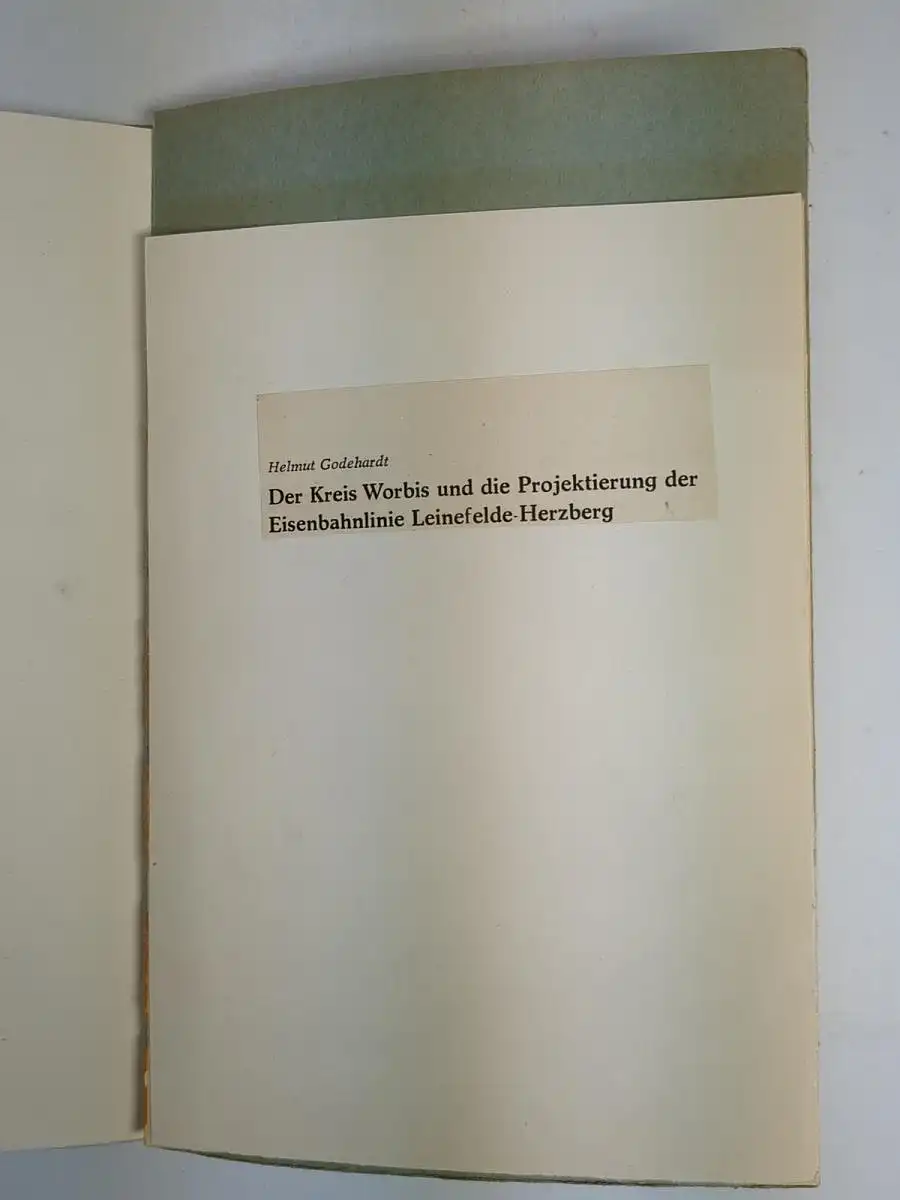 Helmut Godehardt
Der Kreis Worbis und die Projektierung der
Eisenbahnlinie Leinefelde-Herzberg